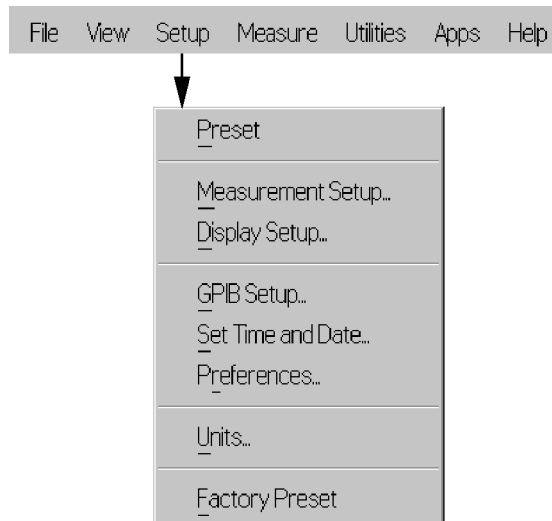 File View Setup Measure Utilities Apps Help
Preset
Measurement Setup...
Display Setup...
GPIB Setup...
Set Time and Date...
Preferences...
Units...
Factory Preset